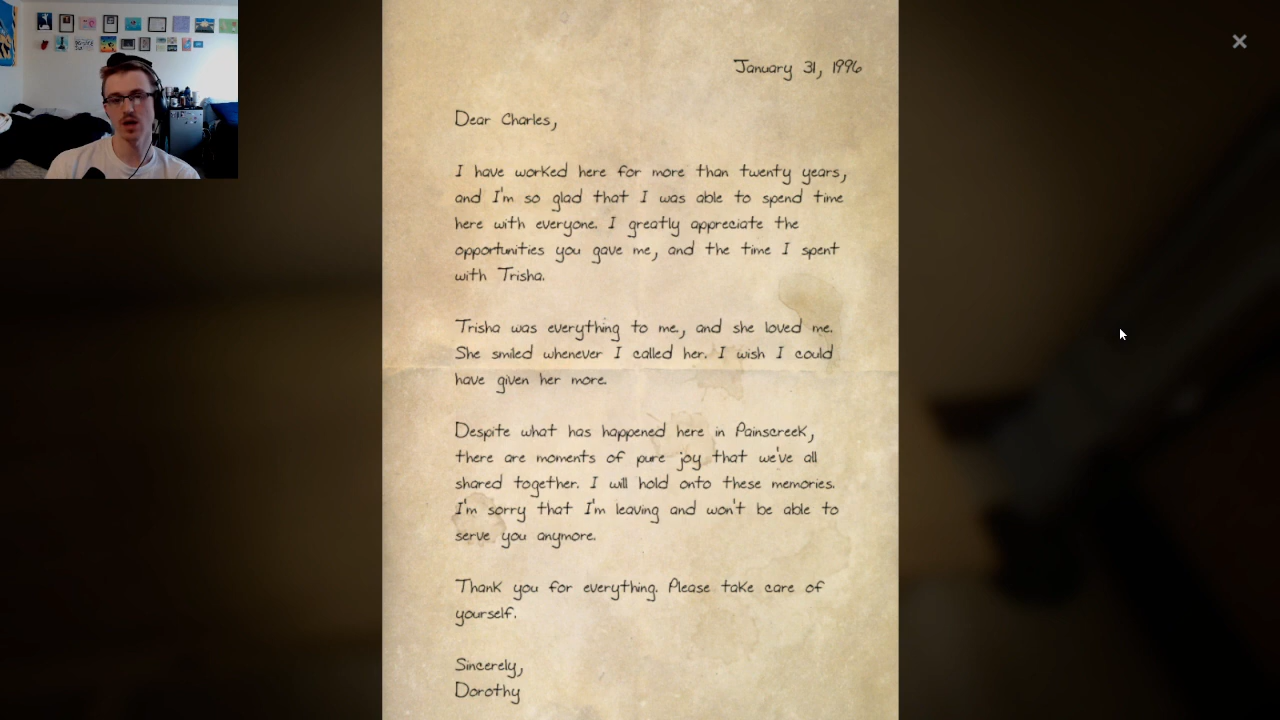 January 31, 1996
Dear Charles,
I have worked here for more than twenty years,
and I'm so glad that I was able to spend time
here with everyone. I greatly appreciate the
opportunities you gave me, and the time I spent
with Trisha.
Trisha was everything to me, and she loved me.
She smiled whenever I called her. I wish I could
have given her more.
Despite what has happened here in Painscreek,
there are moments of pure joy that we've all
shared together. I will hold onto these memories.
I'm sorry that I'm leaving and won't be able to
serve you anymore.
Thank you for everything. Please take care of
yourself.
Sincerely,
Dorothy